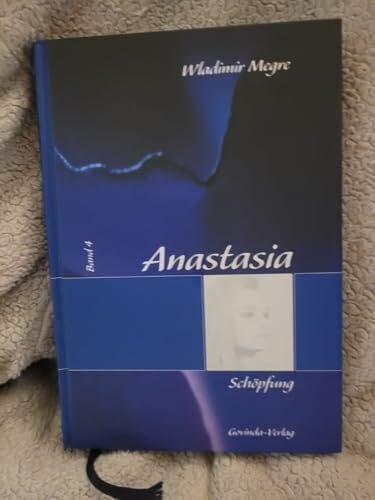 Wladimir Megre
Band 4
Anastasia
Schöpfung
Govinda-Verlag